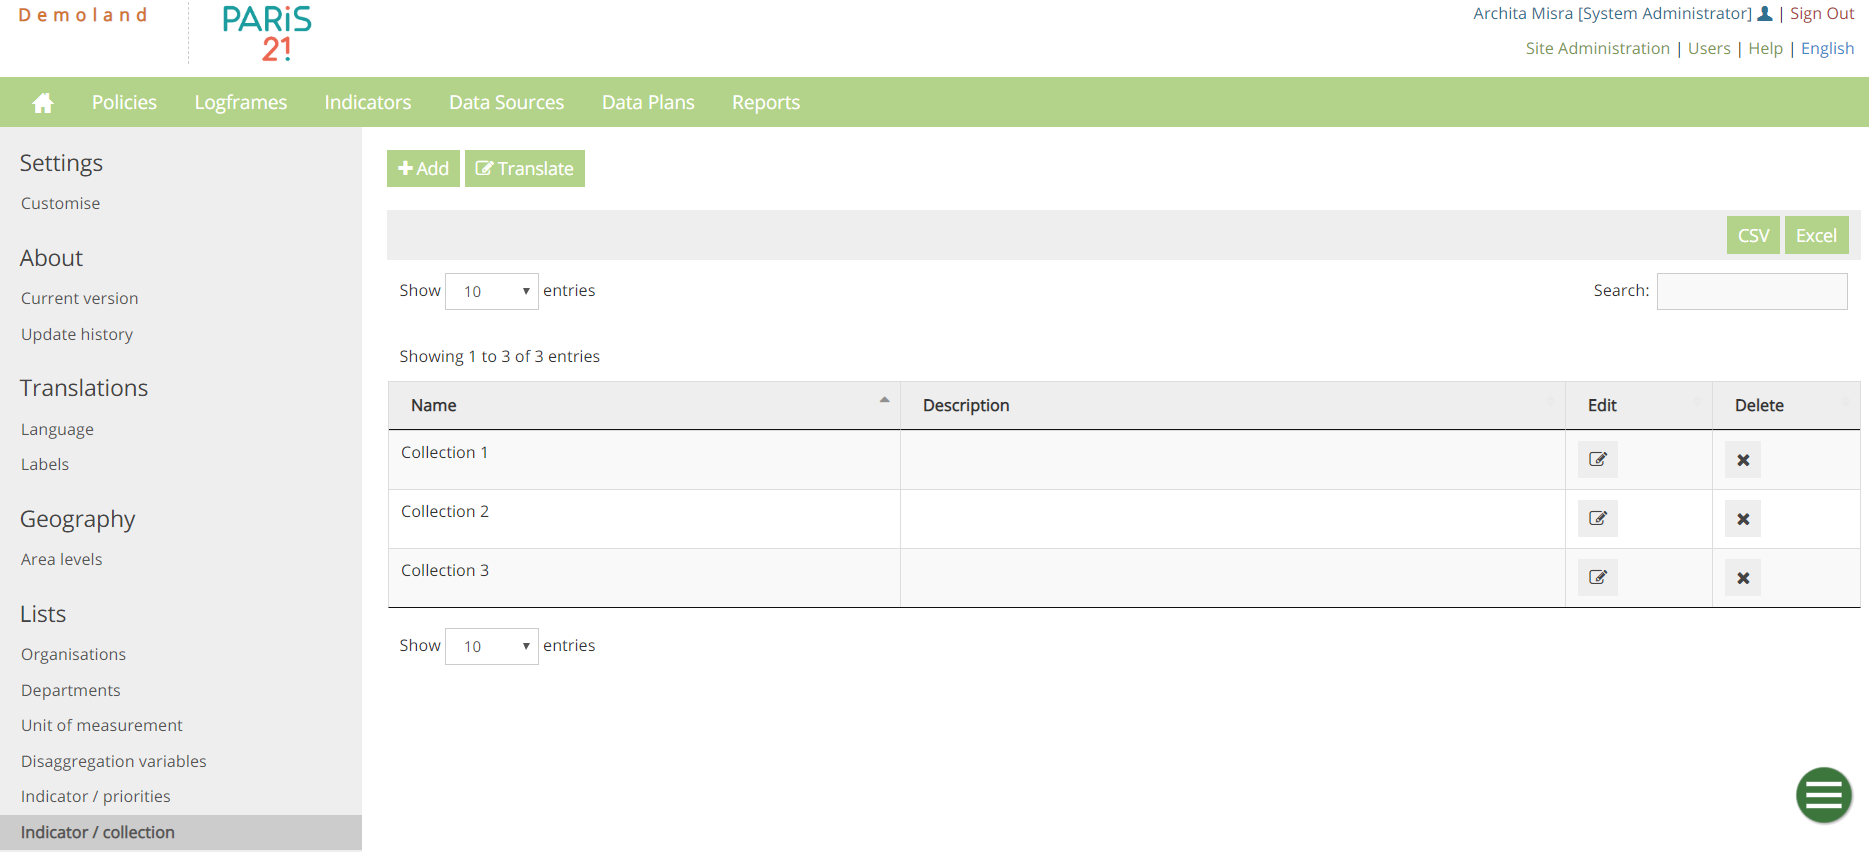 Demoland
PARiS
21
Archita Misra [System Administrator] | Sign Out
Site Administration | Users | Help | English
Policies Logframes Indicators Data Sources Data Plans Reports
Settings
Customise
About
Current version
Update history
Translations
Language
Labels
Geography
Area levels
Lists
Organisations
Departments
Unit of measurement
Disaggregation variables
Indicator / priorities
Indicator / collection
Add Translate
CSV Excel
Show 10 entries
Search:
Showing 1 to 3 of 3 entries
Name Description Edit Delete
Collection 1
Collection 2
Collection 3
Show 10 entries